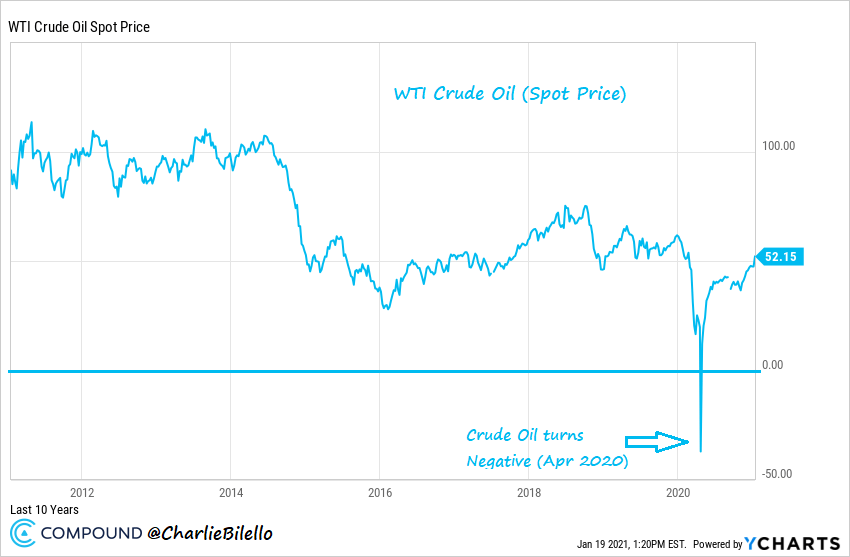 WTI Crude Oil Spot Price
WTI Crude Oil (Spot Price)
100.00
52.15
0.00
Crude Oil turns
Negative (Apr 2020)
-50.00
2012 2014 2016 2018 2020
Last 10 Years
COMPOUND @CharlieBilello
Jan 19 2021, 1:20PM EST. Powered by YCHARTS